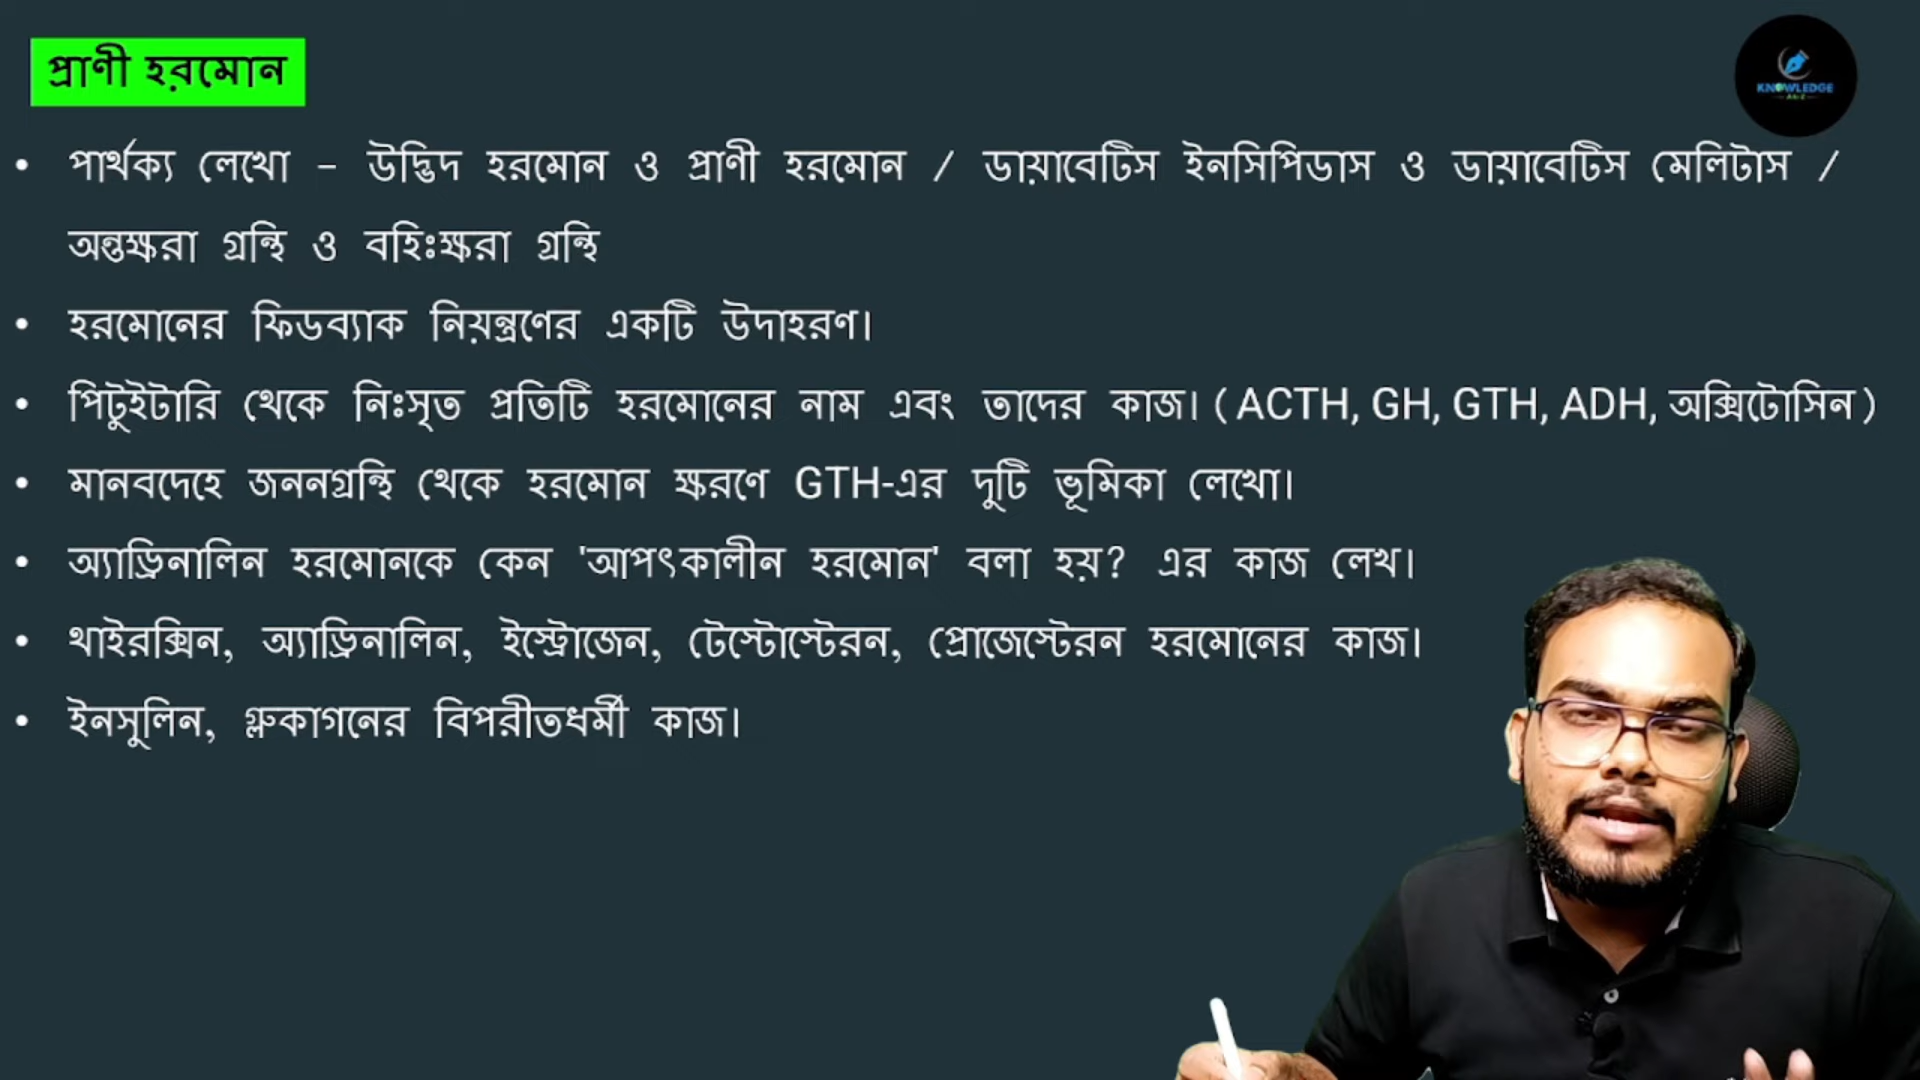 প্রাণী হরমোন
KNOWLEDGE
• পার্থক্য লেখো – উদ্ভিদ হরমোন ও প্রাণী হরমোন / ডায়াবেটিস ইনসিপিডাস ও ডায়াবেটিস মেলিটাস /
অন্তক্ষরা গ্রন্থি ও বহিঃক্ষরা গ্রন্থি
• হরমোনের ফিডব্যাক নিয়ন্ত্রণের একটি উদাহরণ।
• পিটুইটারি থেকে নিঃসৃত প্রতিটি হরমোনের নাম এবং তাদের কাজ। ( ACTH, GH, GTH, ADH, অক্সিটোসিন )
• মানবদেহে জননগ্রন্থি থেকে হরমোন ক্ষরণে GTH-এর দুটি ভূমিকা লেখো।
• অ্যাড্রিনালিন হরমোনকে কেন 'আপৎকালীন হরমোন' বলা হয়? এর কাজ লেখ।
• থাইরক্সিন, অ্যাড্রিনালিন, ইস্ট্রোজেন, টেস্টোস্টেরন, প্রোজেস্টেরন হরমোনের কাজ।
• ইনসুলিন, গ্লুকাগনের বিপরীতধর্মী কাজ।